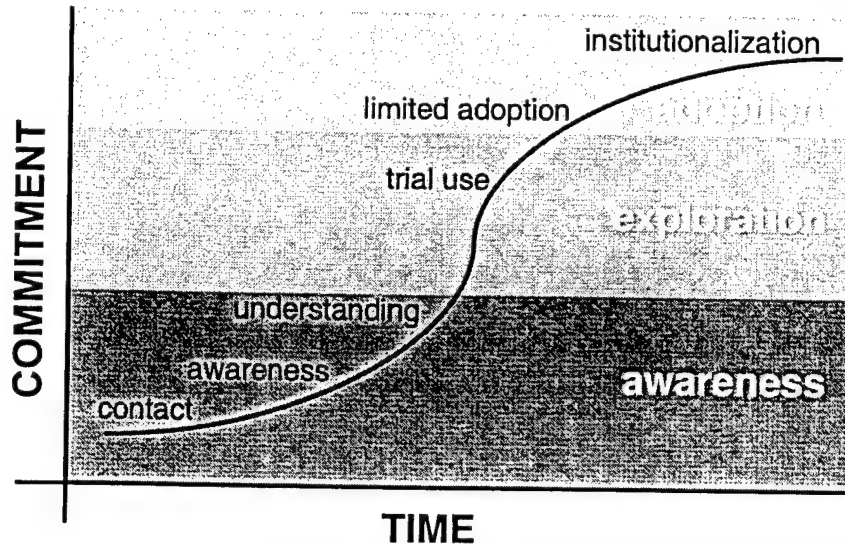 institutionalization
limited adoption
adoption
trial use
exploration
understanding
awareness
awareness
contact
COMMITMENT
TIME